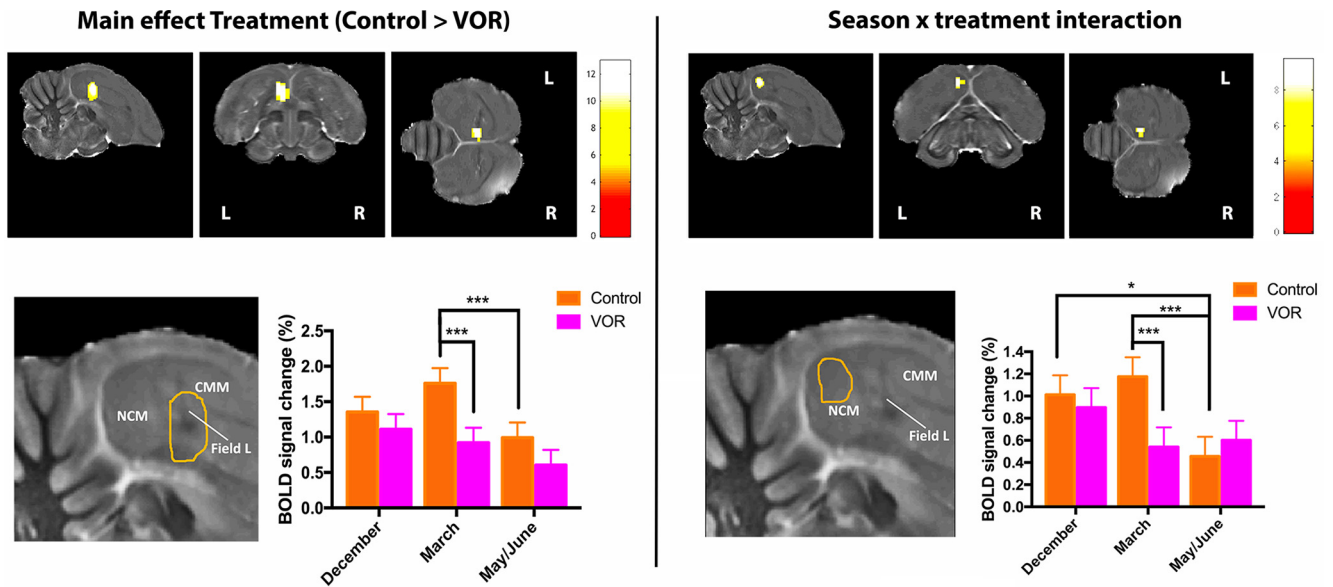 Main effect Treatment (Control > VOR)
Season x treatment interaction
L
L R
R
12
10
8
6
4
2
0
L
L R
R
8
6
4
2
0
CMM
NCM
Field L
Control
VOR
***
***
BOLD signal change (%)
2.5
2.0
1.5
1.0
0.5
0.0
December
March
May/June
CMM
NCM
Field L
Control
VOR
*
***
***
BOLD signal change (%)
1.4
1.2
1.0
0.8
0.6
0.4
0.2
0.0
December
March
May/June